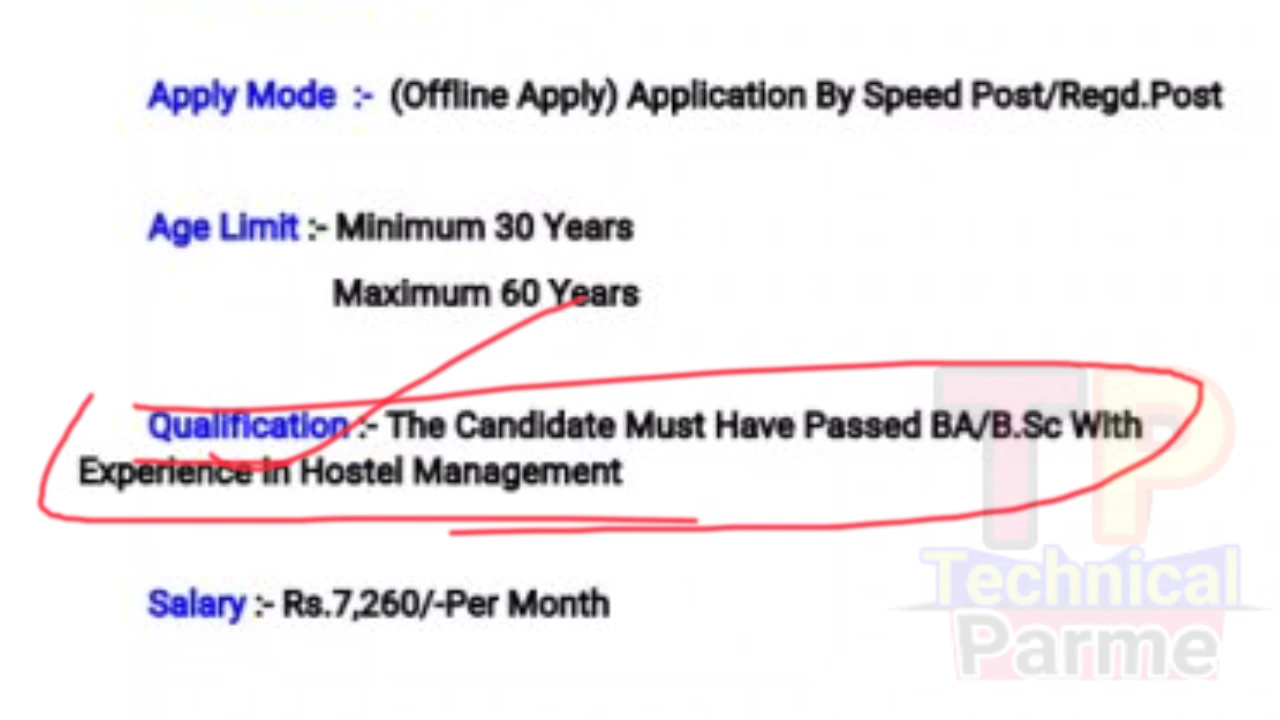 Apply Mode :- (Offline Apply) Application By Speed Post/Regd.Post
Age Limit :- Minimum 30 Years
Maximum 60 Years
Qualification :- The Candidate Must Have Passed BA/B.Sc With
Experience In Hostel Management
Salary :- Rs.7,260/-Per Month
TP
Technical
Parme